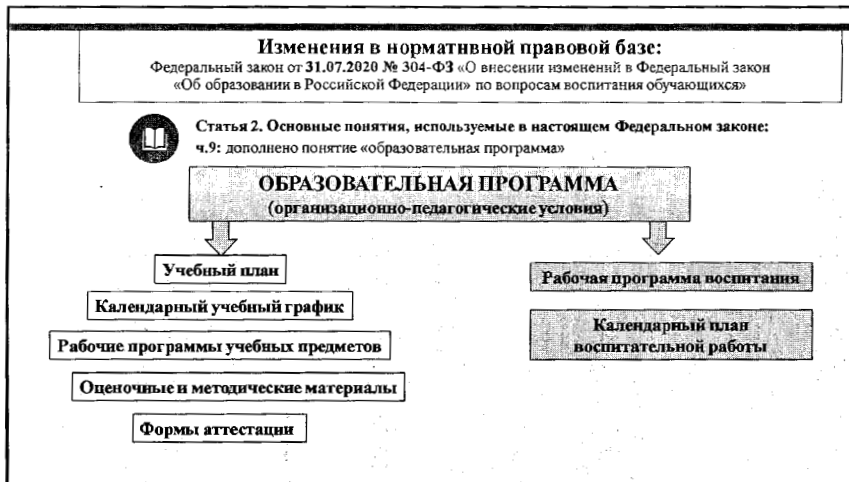 Изменения в нормативной правовой базе:
Федеральный закон от 31.07.2020 № 304-ФЗ «О внесении изменений в Федеральный закон
«Об образовании в Российской Федерации» по вопросам воспитания обучающихся»
Статья 2. Основные понятия, используемые в настоящем Федеральном законе:
ч.9: дополнено понятие «образовательная программа»
ОБРАЗОВАТЕЛЬНАЯ ПРОГРАММА
(организационно-педагогические условия)
Учебный план
Календарный учебный график
Рабочие программы учебных предметов
Оценочные и методические материалы
Формы аттестации
Рабочая программа воспитания
Календарный план
воспитательной работы